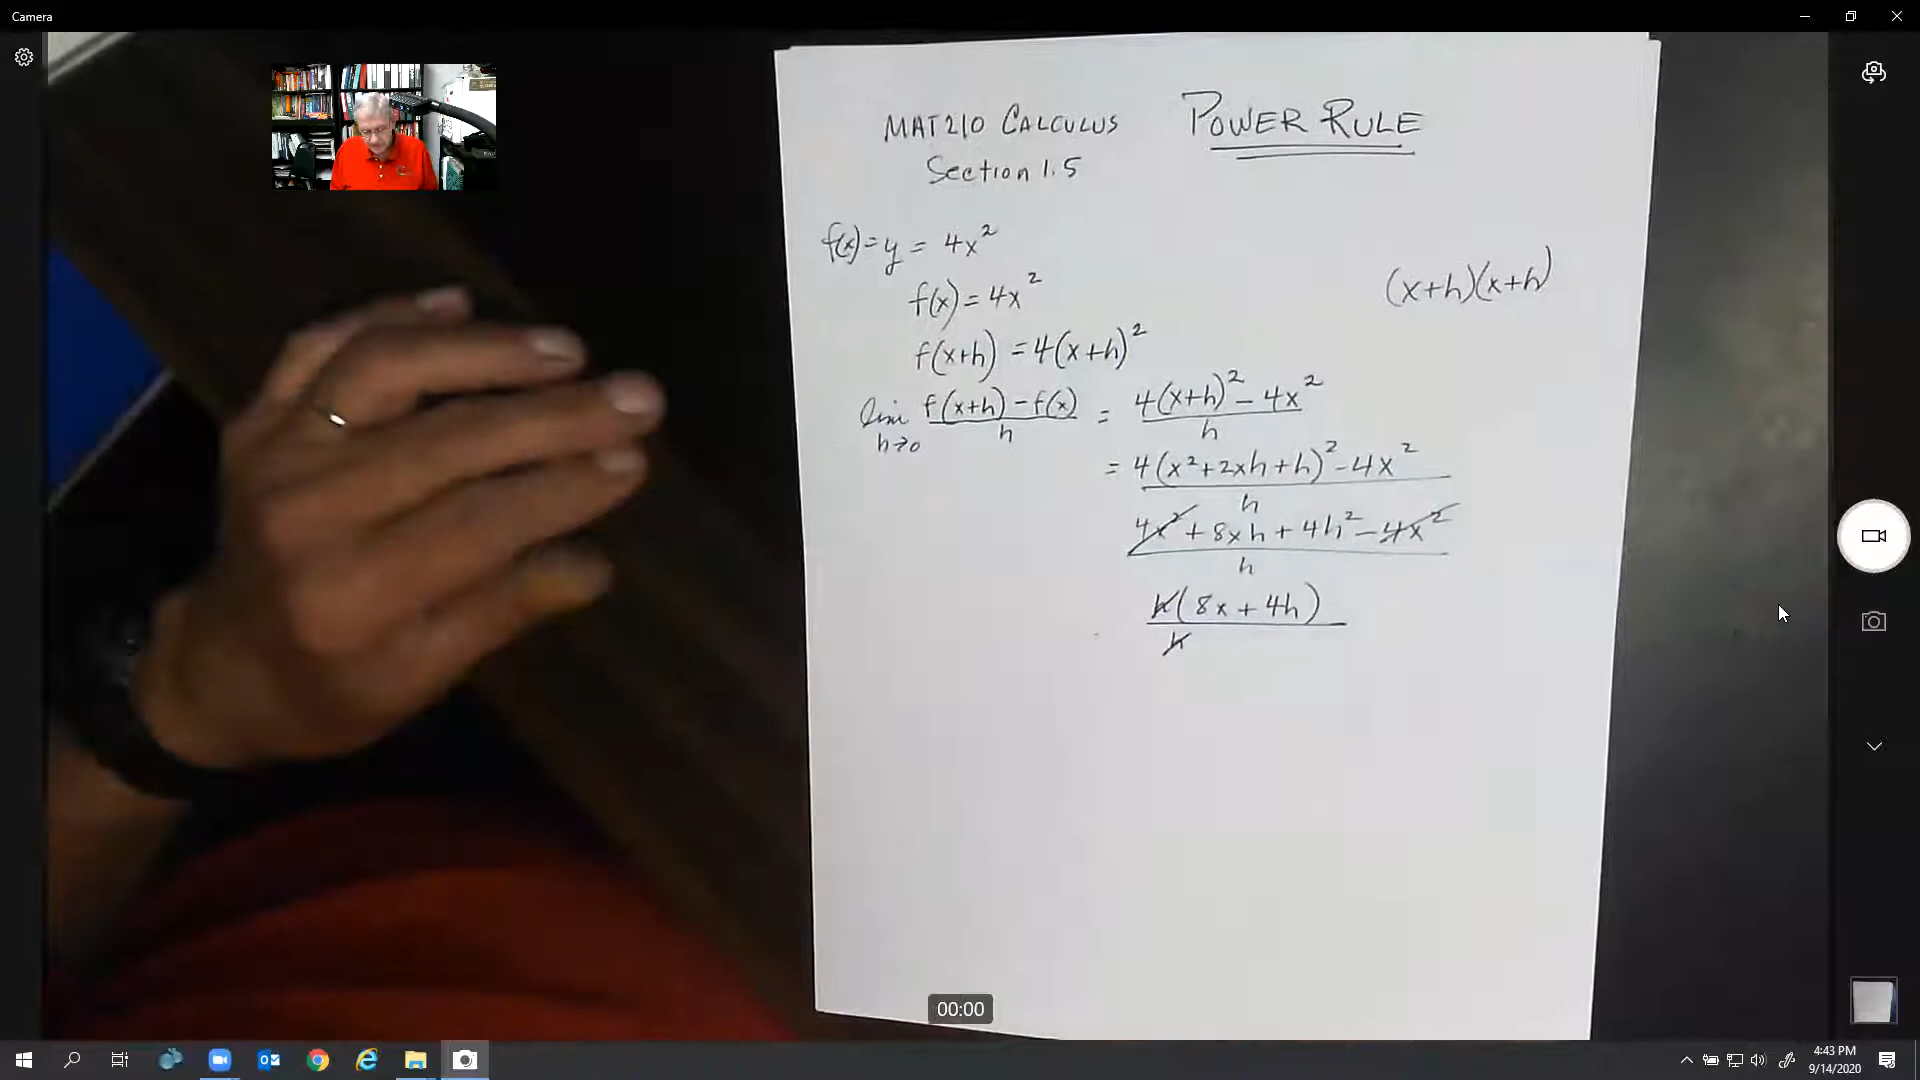 Camera
MAT210 CALCULUS POWER RULE
Section 1.5
f(x) = y = 4x²
f(x) = 4x²
(x+h)(x+h)
f(x+h) = 4(x+h)²
lim h→0 f(x+h) - f(x) / h = 4(x+h)² - 4x² / h
= 4(x²+2xh+h)² - 4x² / h
4x² + 8xh + 4h² - 4x² / h
h(8x + 4h) / h
00:00
4:43 PM
9/14/2020